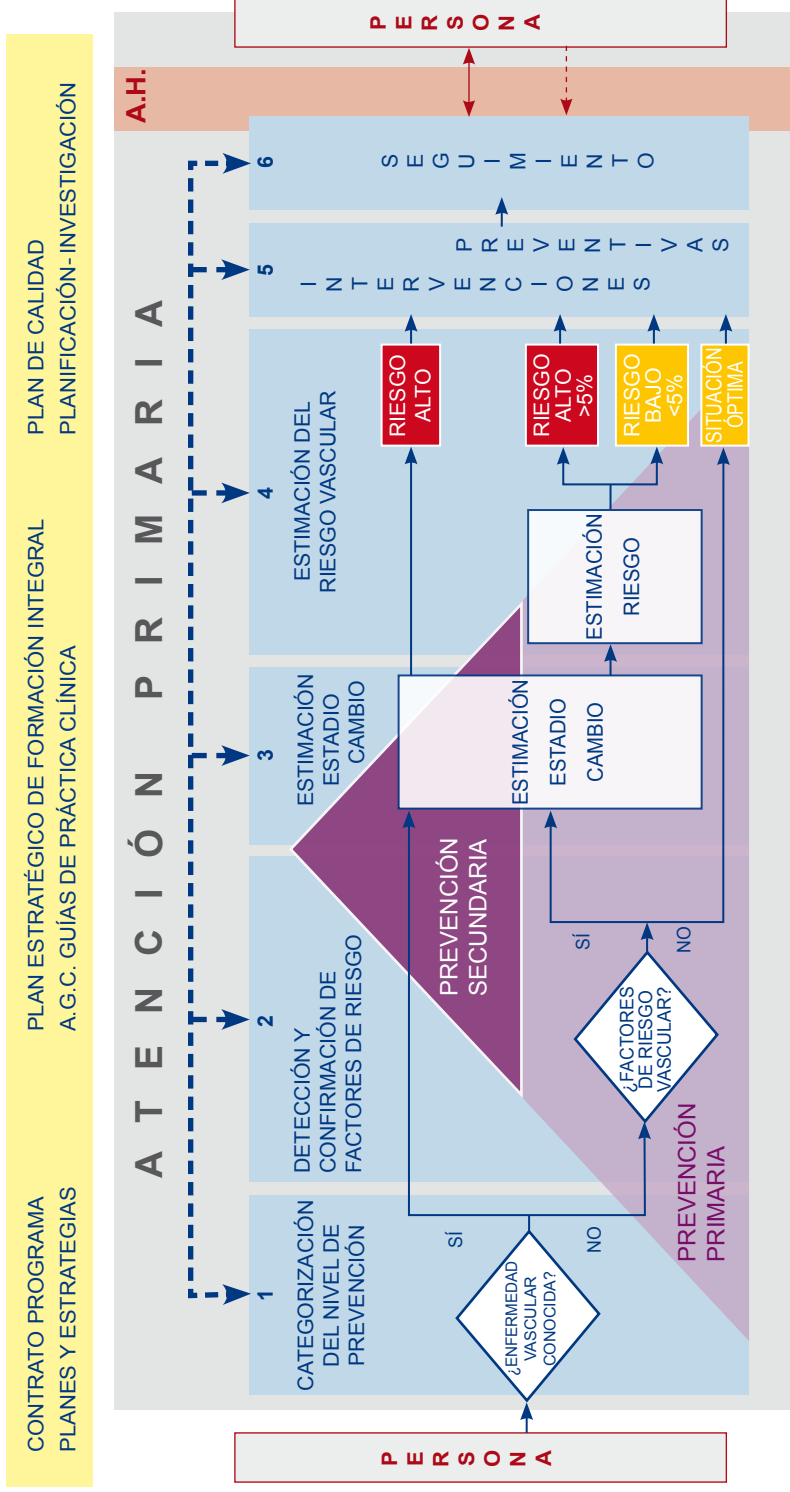 CONTRATO PROGRAMA
PLANES Y ESTRATEGIAS
PLAN ESTRATÉGICO DE FORMACIÓN INTEGRAL
A.G.C. GUÍAS DE PRÁCTICA CLÍNICA
PLAN DE CALIDAD
PLANIFICACIÓN- INVESTIGACIÓN
ATENCIÓN PRIMARIA
A.H.
PERSONA
1
CATEGORIZACIÓN
DEL NIVEL DE
PREVENCIÓN
¿ENFERMEDAD
VASCULAR
CONOCIDA?
SÍ
NO
2
DETECCIÓN Y
CONFIRMACIÓN DE
FACTORES DE RIESGO
PREVENCIÓN
SECUNDARIA
PREVENCIÓN
PRIMARIA
¿FACTORES
DE RIESGO
VASCULAR?
SÍ
NO
3
ESTIMACIÓN
ESTADIO
CAMBIO
ESTIMACIÓN
ESTADIO
CAMBIO
4
ESTIMACIÓN DEL
RIESGO VASCULAR
ESTIMACIÓN
RIESGO
RIESGO
ALTO
RIESGO
ALTO
>5%
RIESGO
BAJO
<5%
SITUACIÓN
ÓPTIMA
5
INTERVENCIONES
PREVENTIVAS
6
SEGUIMIENTO
PERSONA